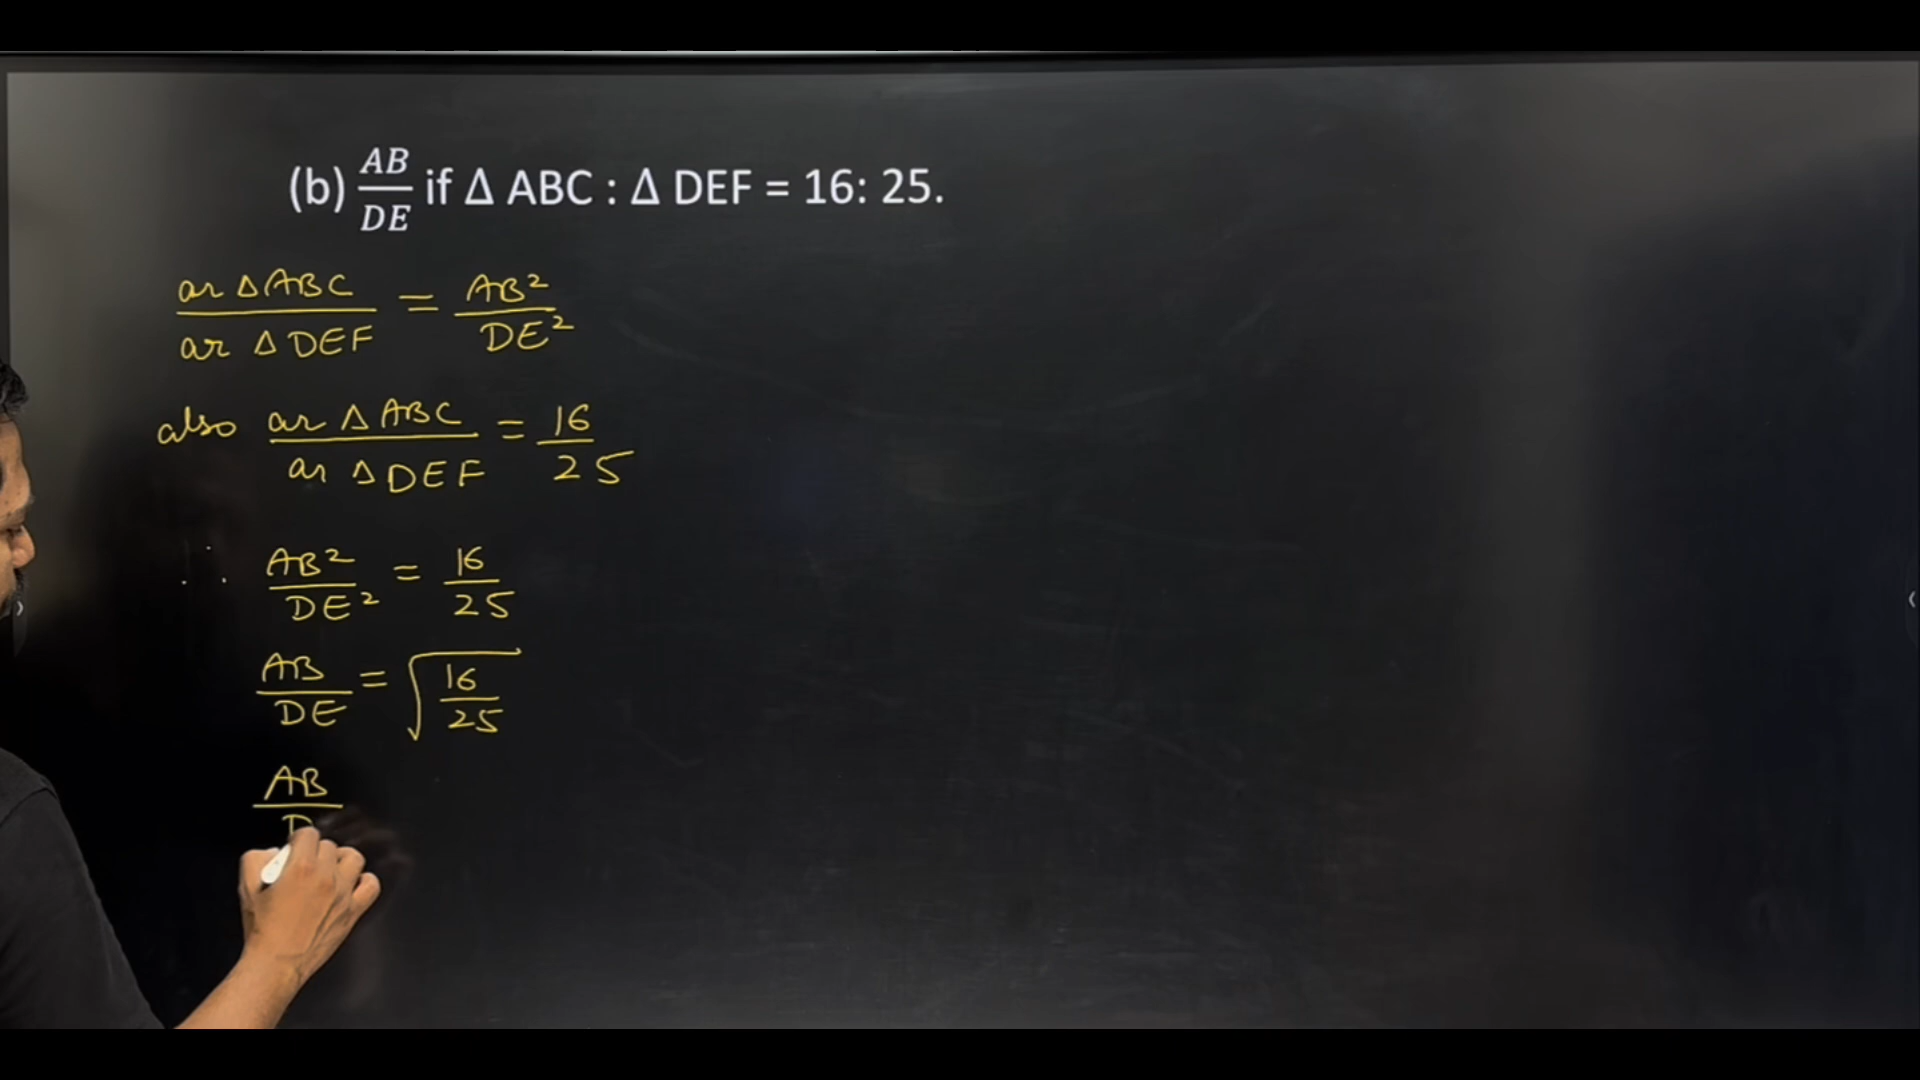 (b) AB/DE if Δ ABC : Δ DEF = 16: 25.
ar Δ ABC / ar Δ DEF = AB² / DE²
also ar Δ ABC / ar Δ DEF = 16 / 25
∴ AB² / DE² = 16 / 25
AB / DE = √(16 / 25)
AB / D